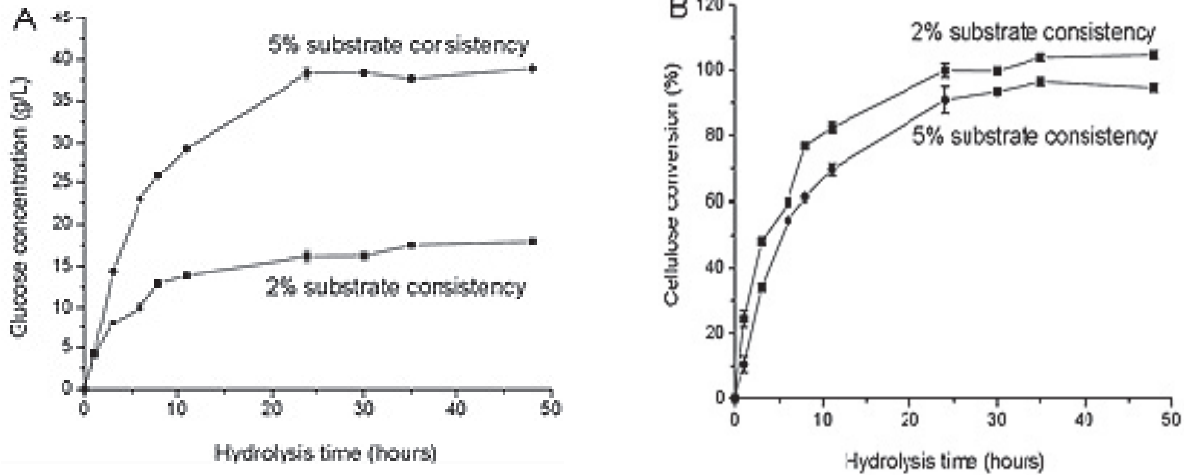 A
45
40
35
30
25
20
15
10
5
0
Glucose concentration (g/L)
5% substrate consistency
2% substrate consistency
0 10 20 30 40 50
Hydrolysis time (hours)
B
120
100
80
60
40
20
0
Cellulose conversion (%)
2% substrate consistency
5% substrate consistency
0 10 20 30 40 50
Hydrolysis time (hours)